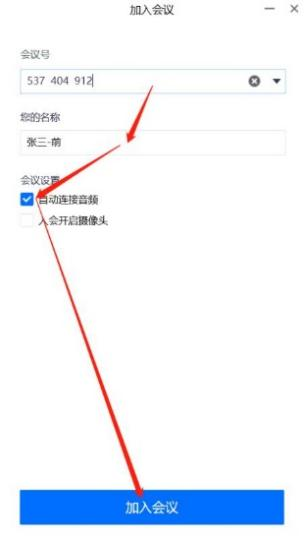 加入会议
会议号
537 404 912
您的名称
张三-萌
会议设置
自动连接音频
入会开启摄像头
加入会议